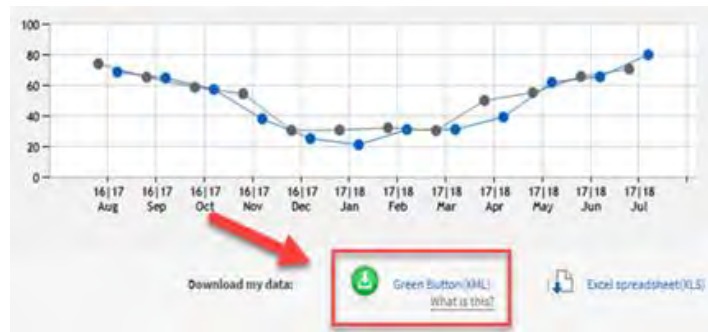 100
80
60
40
20
0
16|17 16|17 16|17 16|17 16|17 17|18 17|18 17|18 17|18 17|18 17|18 17|18
Aug Sep Oct Nov Dec Jan Feb Mar Apr May Jun Jul
Download my data: Green Button(XML) Excel spreadsheet(XLS)
What is this?